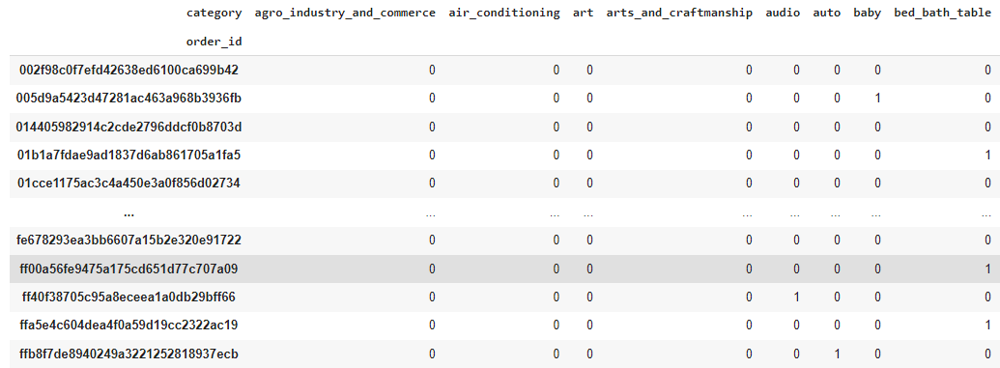 category agro_industry_and_commerce air_conditioning art arts_and_craftmanship audio auto baby bed_bath_table
order_id
002f98c0f7efd42638ed6100ca699b42 0 0 0 0 0 0 0 0
005d9a5423d47281ac463a968b3936fb 0 0 0 0 0 0 1 0
014405982914c2cde2796ddcf0b8703d 0 0 0 0 0 0 0 0
01b1a7fdae9ad1837d6ab861705a1fa5 0 0 0 0 0 0 0 1
01cce1175ac3c4a450e3a0f856d02734 0 0 0 0 0 0 0 0
... ... ... ... ... ... ... ... ...
fe678293ea3bb6607a15b2e320e91722 0 0 0 0 0 0 0 0
ff00a56fe9475a175cd651d77c707a09 0 0 0 0 0 0 0 1
ff40f38705c95a8eceea1a0db29bff66 0 0 0 0 1 0 0 0
ffa5e4c604dea4f0a59d19cc2322ac19 0 0 0 0 0 0 0 1
ffb8f7de8940249a3221252818937ecb 0 0 0 0 0 1 0 0